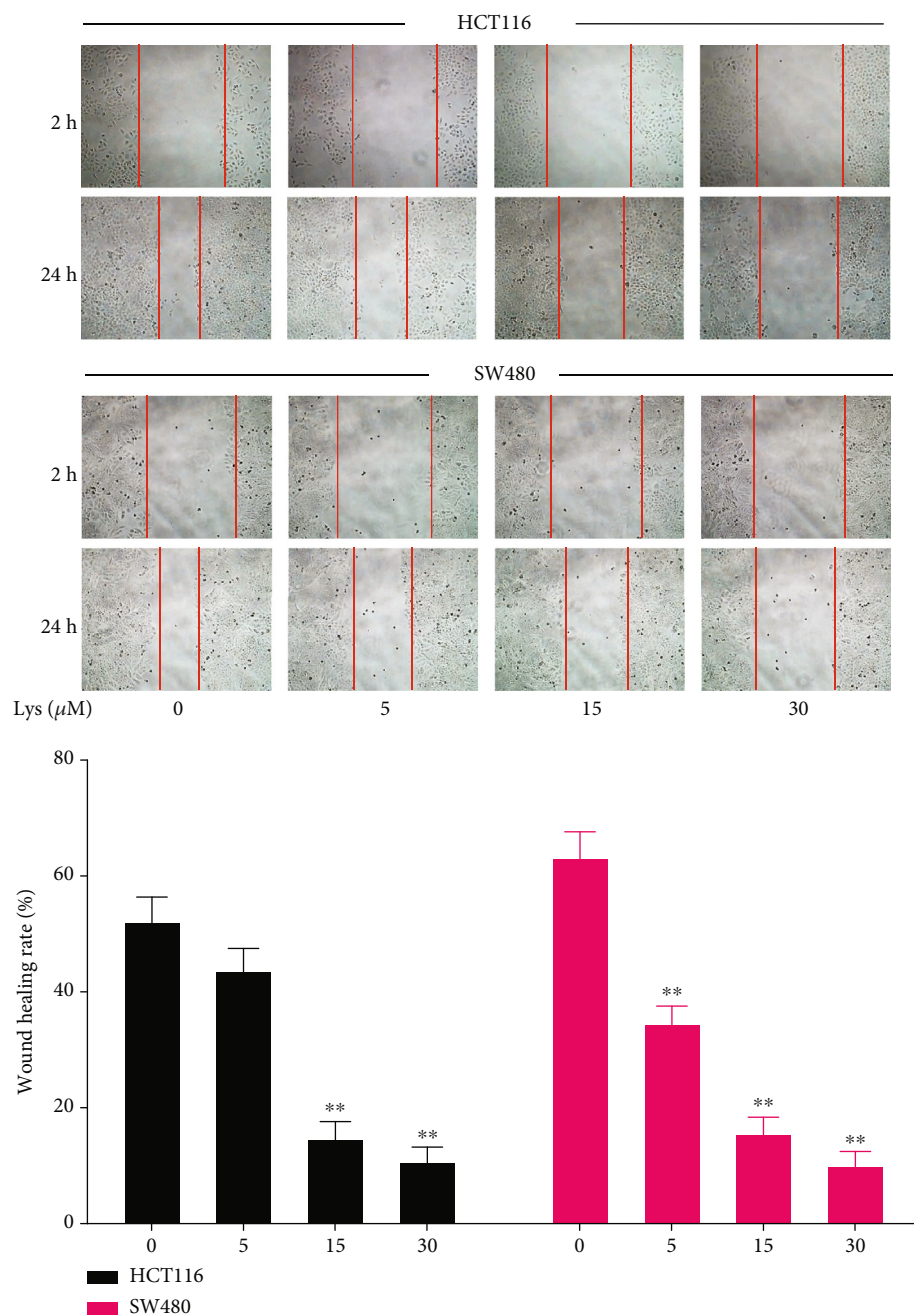 HCT116
2 h
24 h
SW480
2 h
24 h
Lys (μM) 0 5 15 30
80
60
40
20
0
Wound healing rate (%)
** **
** ** **
0 5 15 30 0 5 15 30
HCT116
SW480